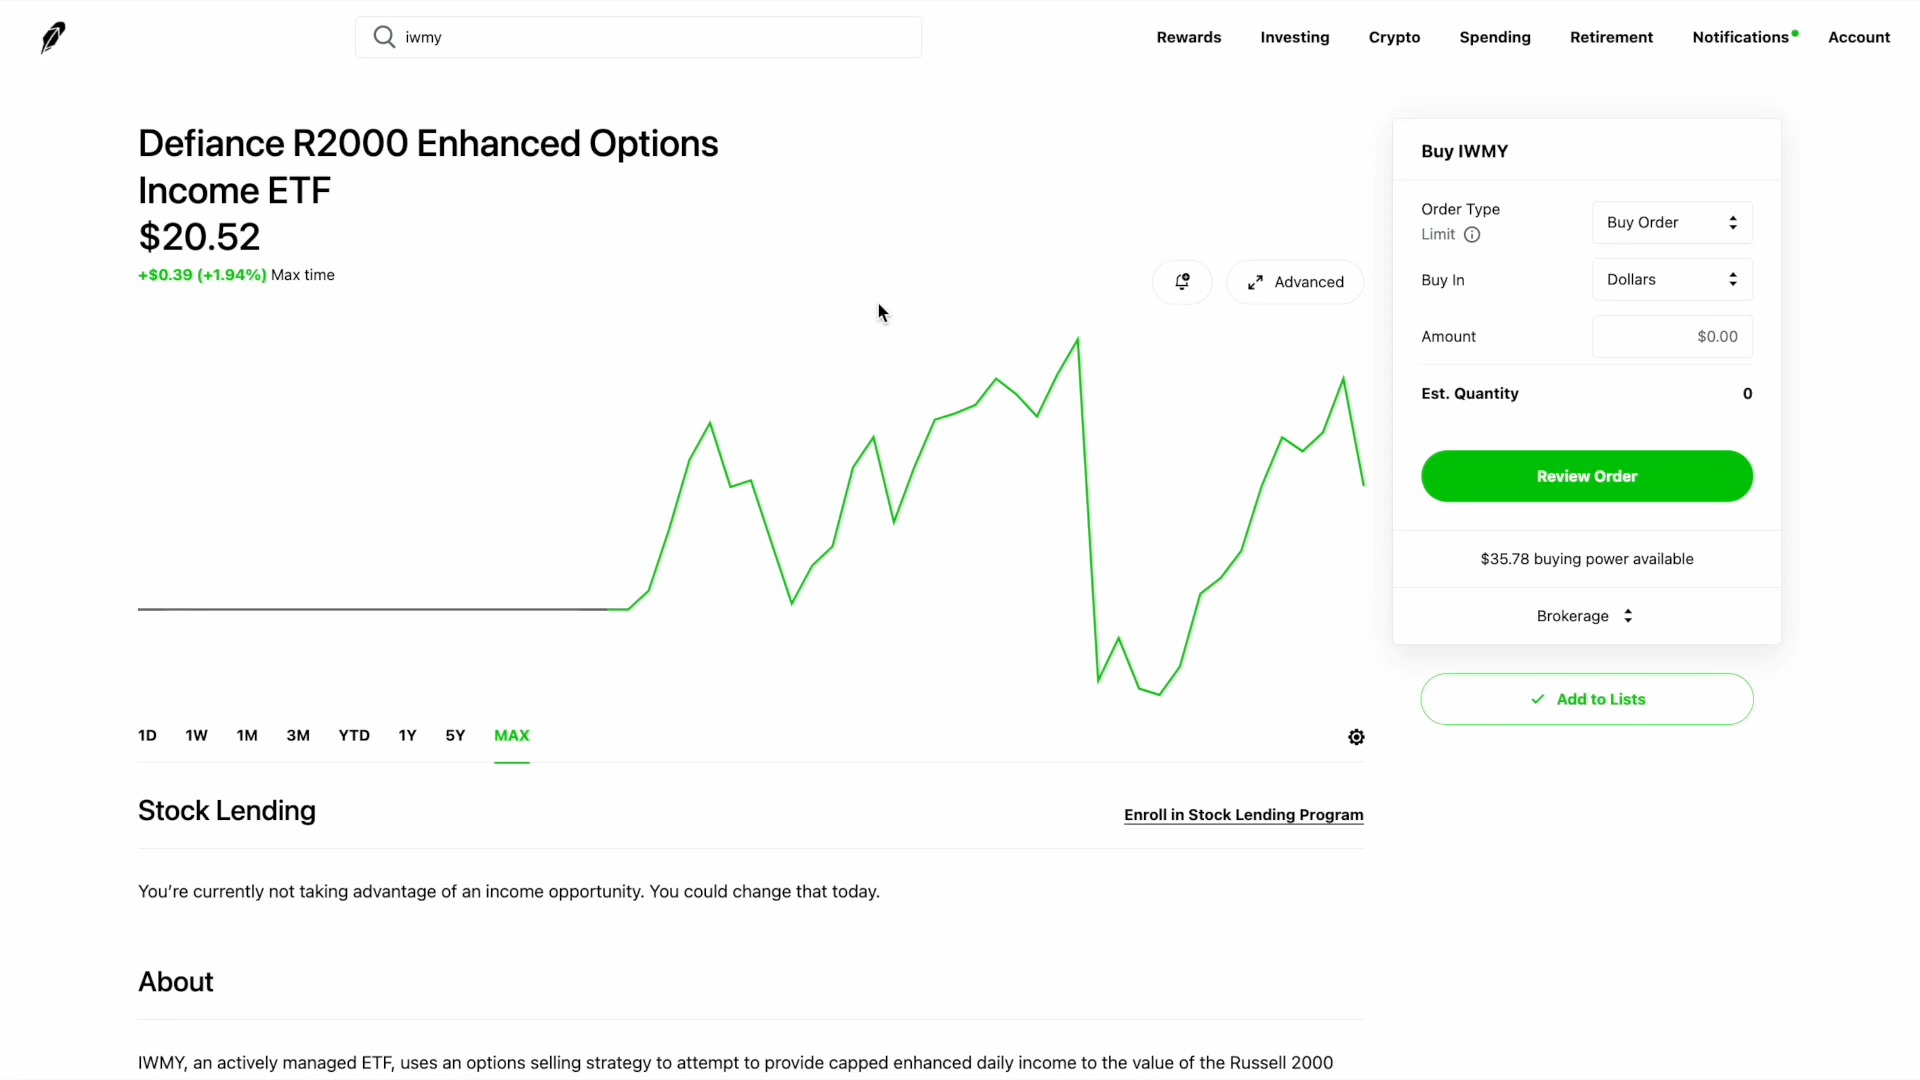 iwmy
Rewards
Investing
Crypto
Spending
Retirement
Notifications
Account
Defiance R2000 Enhanced Options
Income ETF
$20.52
+$0.39 (+1.94%) Max time
Advanced
1D 1W 1M 3M YTD 1Y 5Y MAX
Buy IWMY
Order Type
Limit
Buy Order
Buy In
Dollars
Amount
$0.00
Est. Quantity
0
Review Order
$35.78 buying power available
Brokerage
Add to Lists
Stock Lending
Enroll in Stock Lending Program
You’re currently not taking advantage of an income opportunity. You could change that today.
About
IWMY, an actively managed ETF, uses an options selling strategy to attempt to provide capped enhanced daily income to the value of the Russell 2000